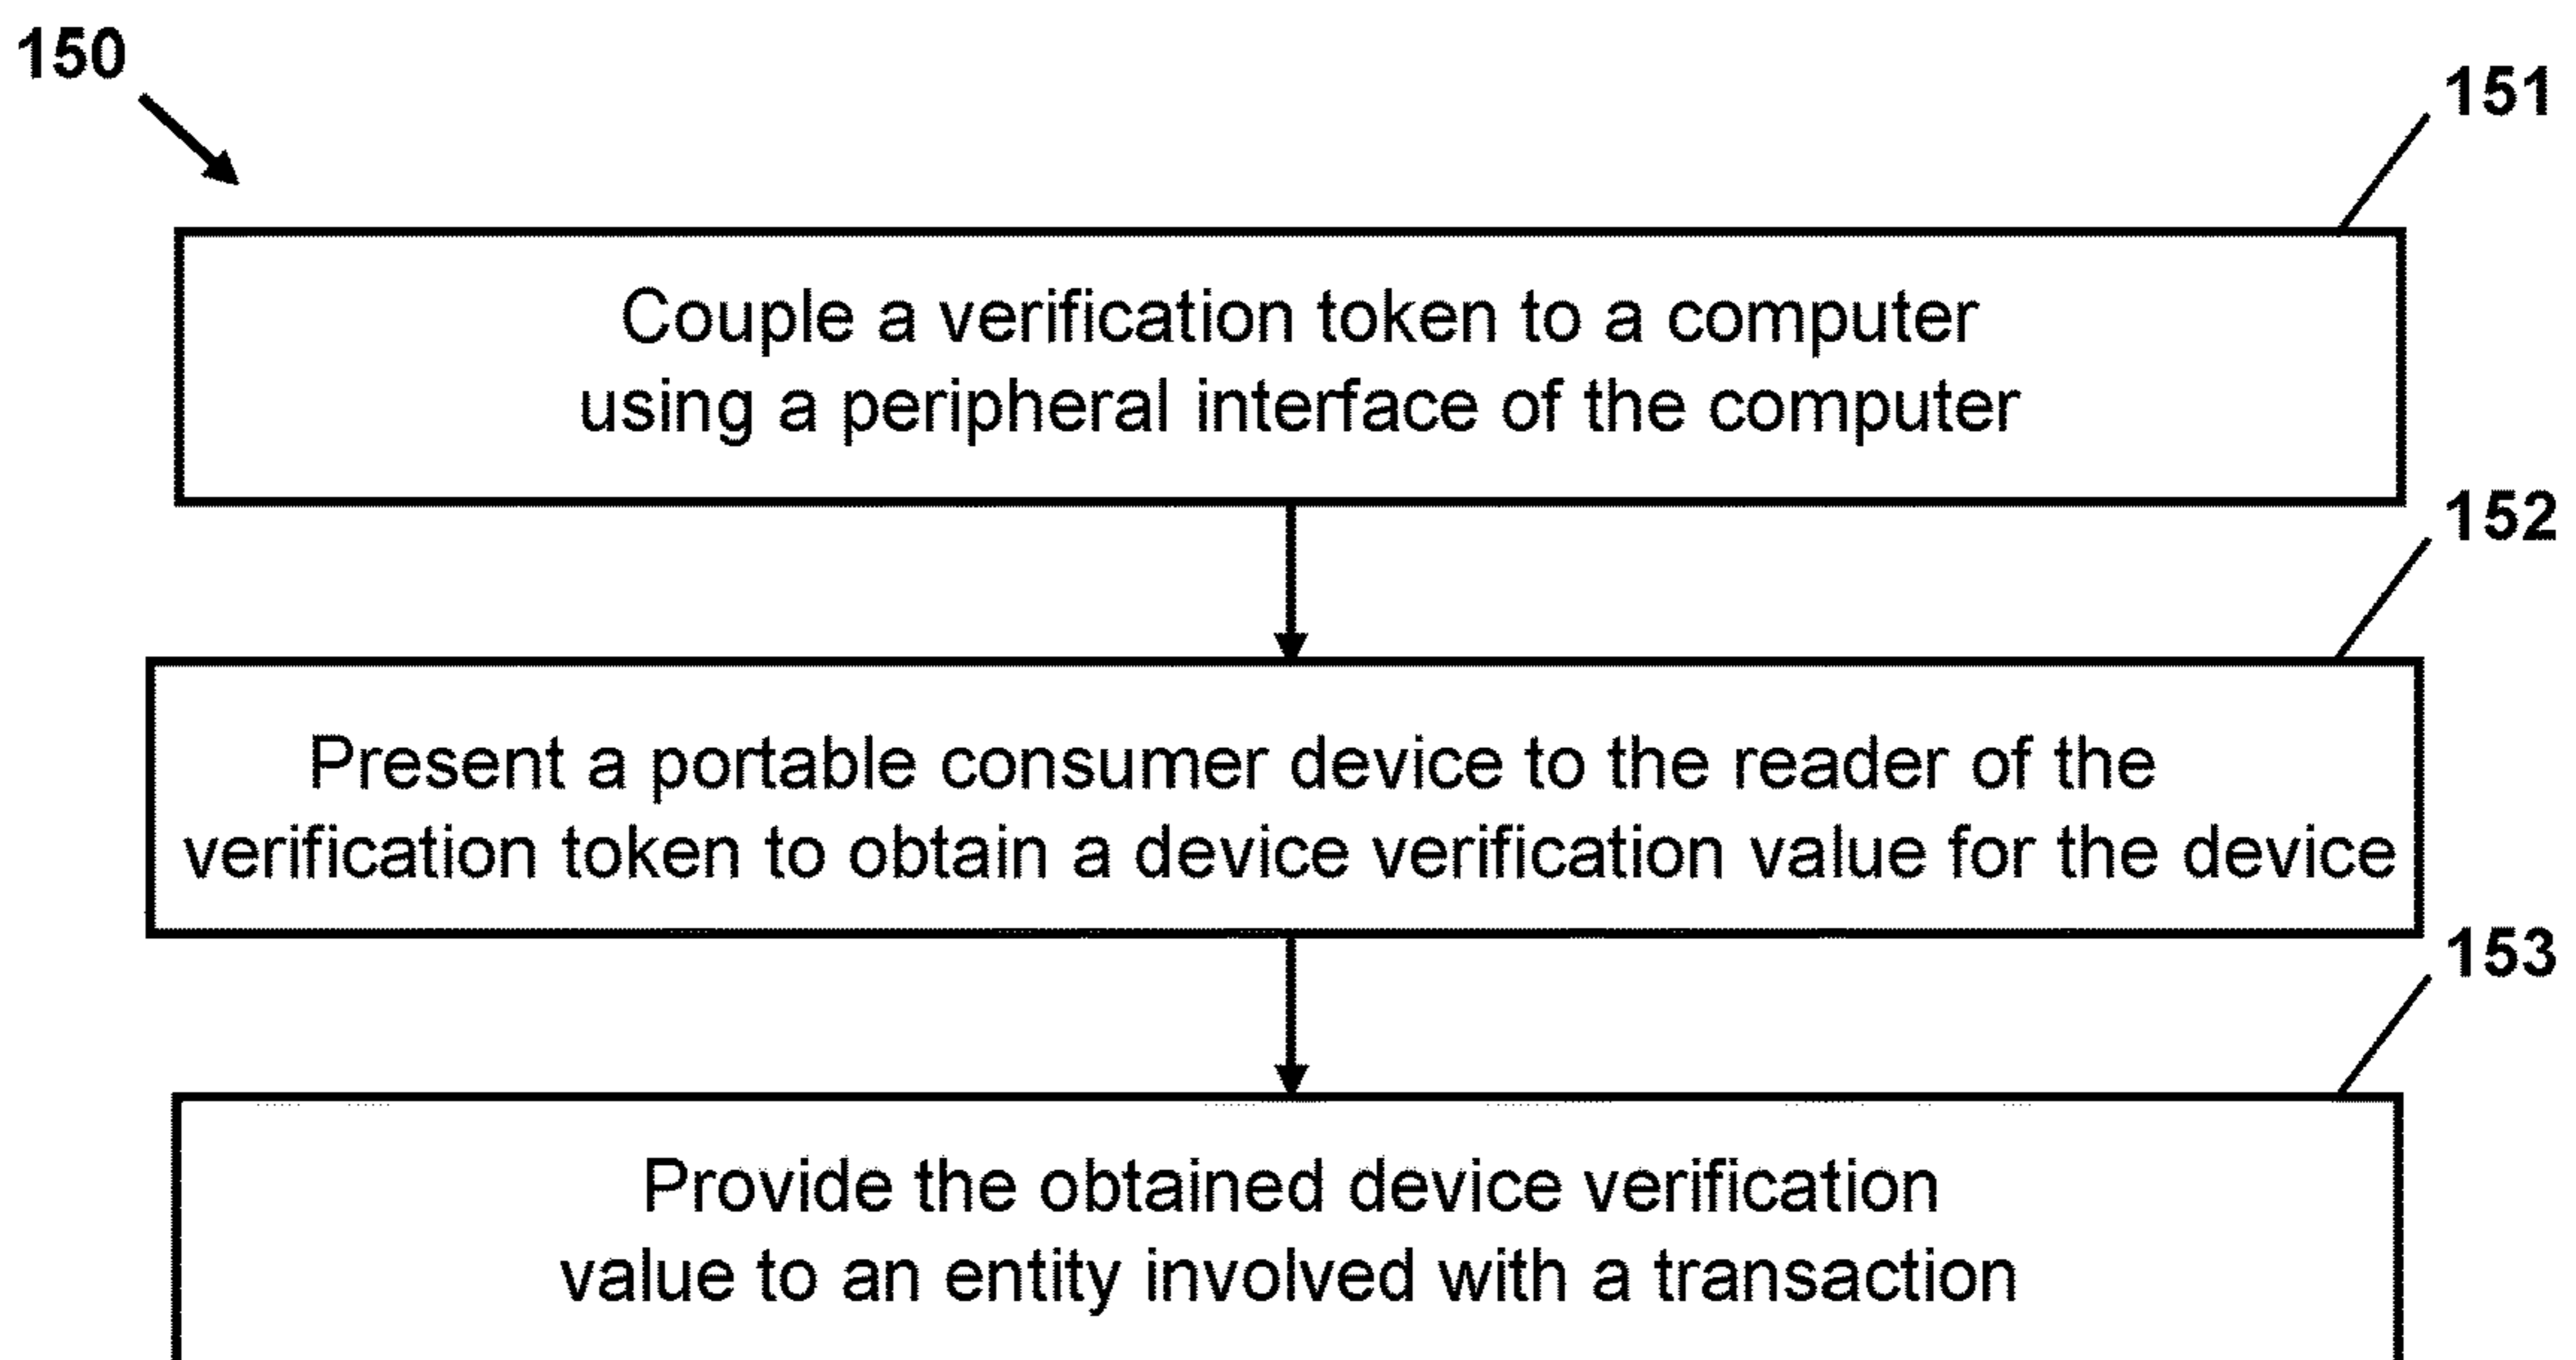 150
151
Couple a verification token to a computer
using a peripheral interface of the computer
152
Present a portable consumer device to the reader of the
verification token to obtain a device verification value for the device
153
Provide the obtained device verification
value to an entity involved with a transaction